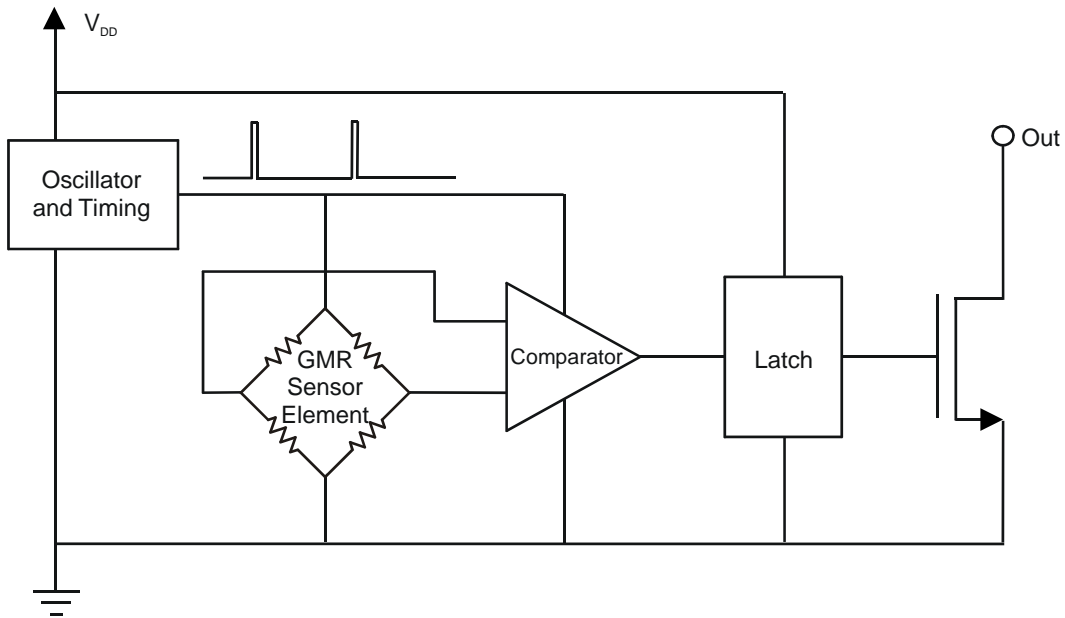 V_DD
Oscillator
and Timing
Out
GMR
Sensor
Element
Comparator
Latch